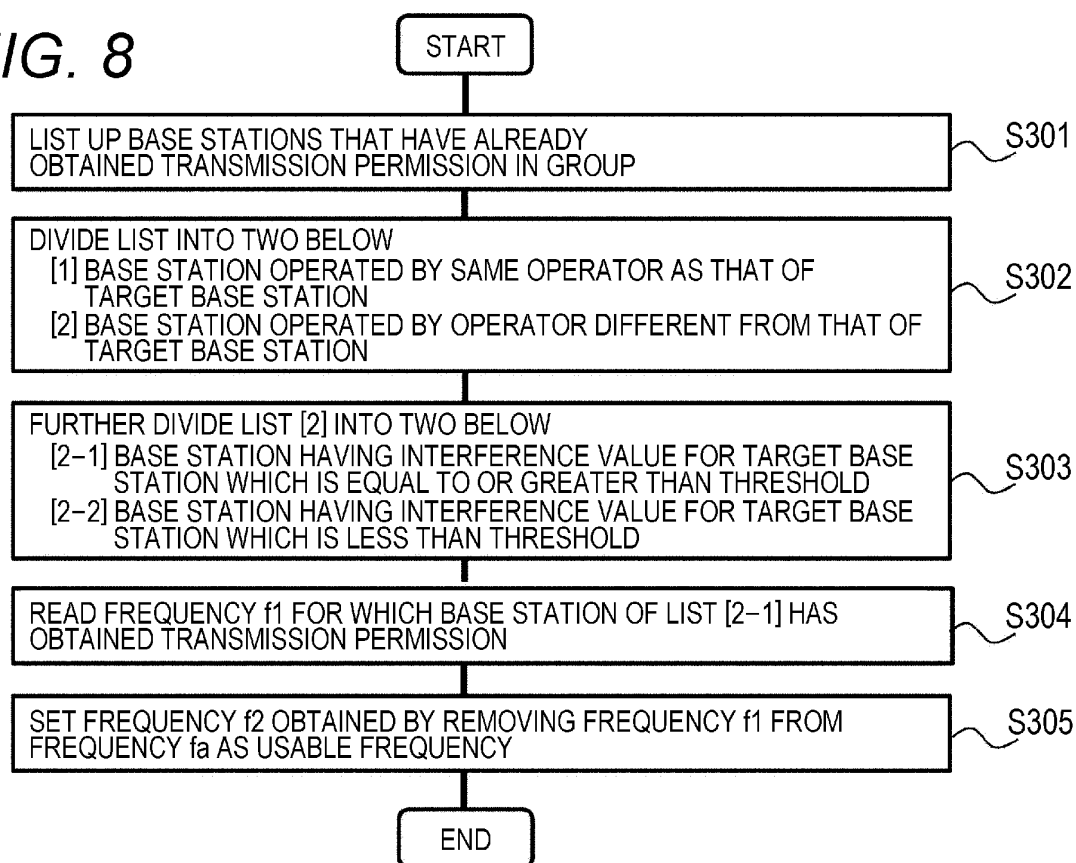 IG. 8
START
LIST UP BASE STATIONS THAT HAVE ALREADY
OBTAINED TRANSMISSION PERMISSION IN GROUP
S301
DIVIDE LIST INTO TWO BELOW
[1] BASE STATION OPERATED BY SAME OPERATOR AS THAT OF
TARGET BASE STATION
[2] BASE STATION OPERATED BY OPERATOR DIFFERENT FROM THAT OF
TARGET BASE STATION
S302
FURTHER DIVIDE LIST [2] INTO TWO BELOW
[2-1] BASE STATION HAVING INTERFERENCE VALUE FOR TARGET BASE
STATION WHICH IS EQUAL TO OR GREATER THAN THRESHOLD
[2-2] BASE STATION HAVING INTERFERENCE VALUE FOR TARGET BASE
STATION WHICH IS LESS THAN THRESHOLD
S303
READ FREQUENCY f1 FOR WHICH BASE STATION OF LIST [2-1] HAS
OBTAINED TRANSMISSION PERMISSION
S304
SET FREQUENCY f2 OBTAINED BY REMOVING FREQUENCY f1 FROM
FREQUENCY fa AS USABLE FREQUENCY
S305
END